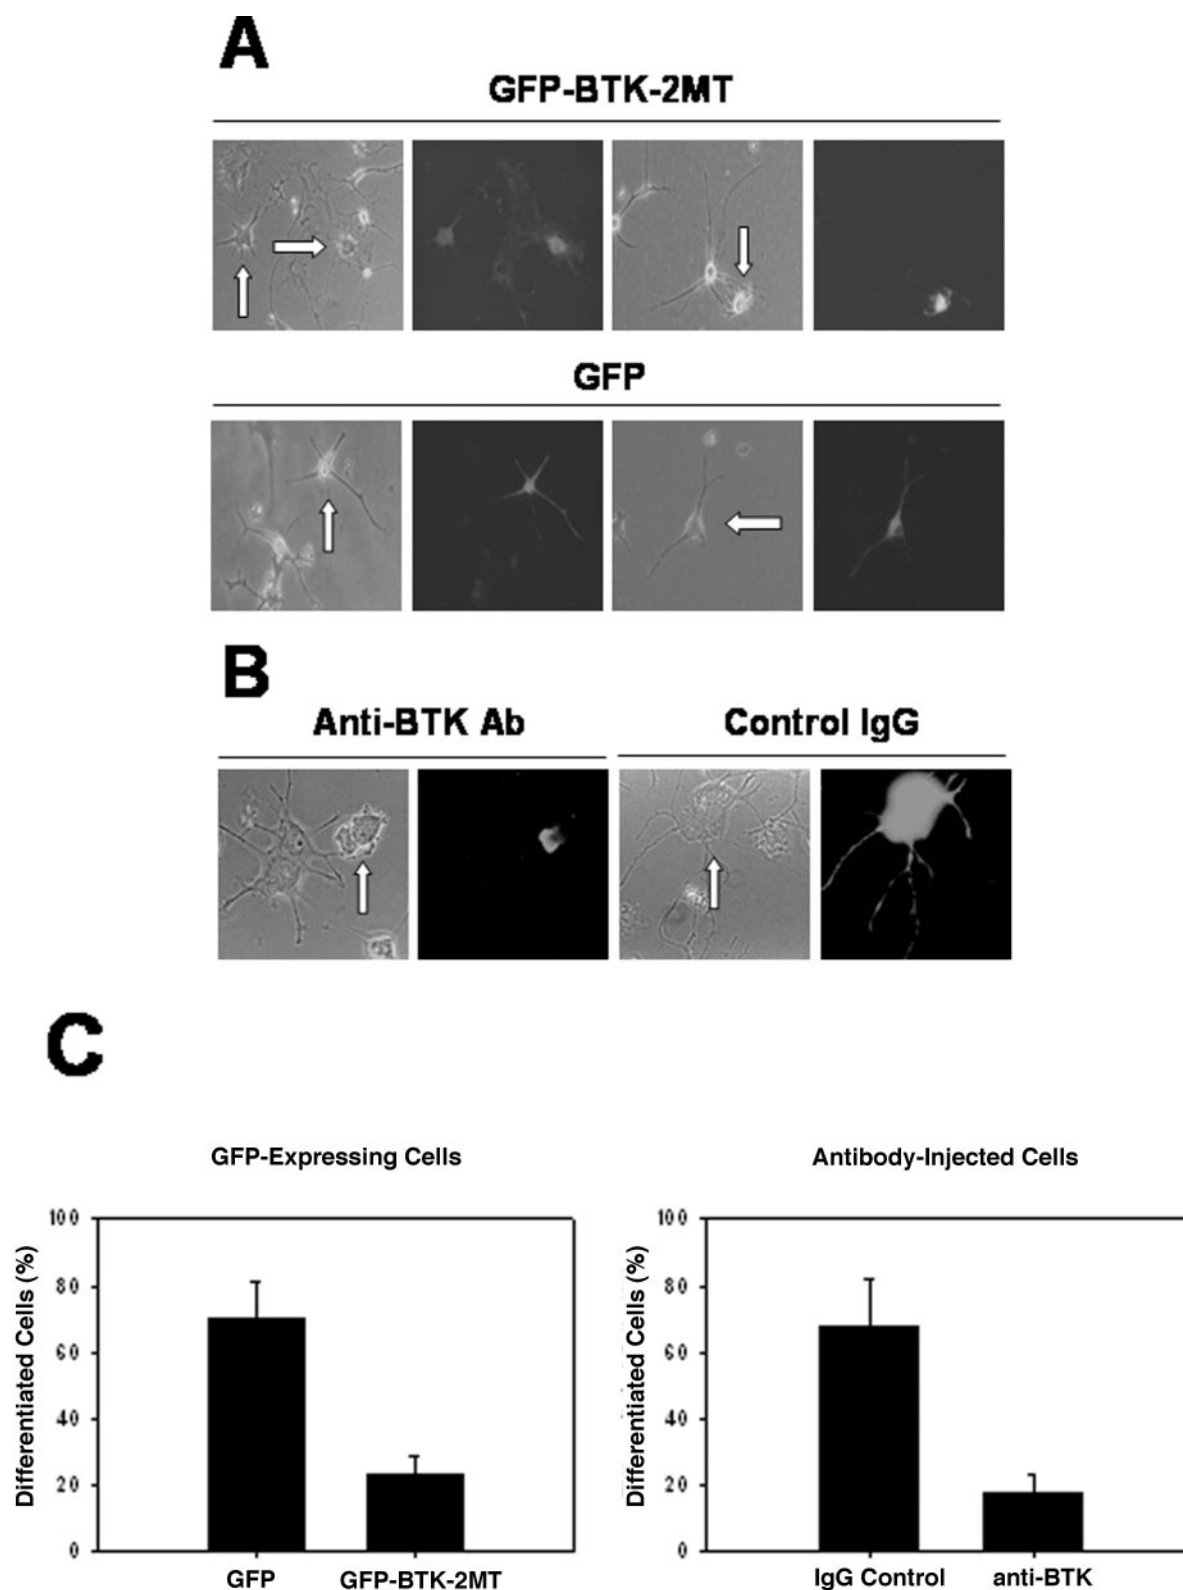 A
GFP-BTK-2MT
GFP
B
Anti-BTK Ab
Control IgG
C
GFP-Expressing Cells
Antibody-Injected Cells
Differentiated Cells (%)
100
80
60
40
20
0
GFP
GFP-BTK-2MT
Differentiated Cells (%)
100
80
60
40
20
0
IgG Control
anti-BTK